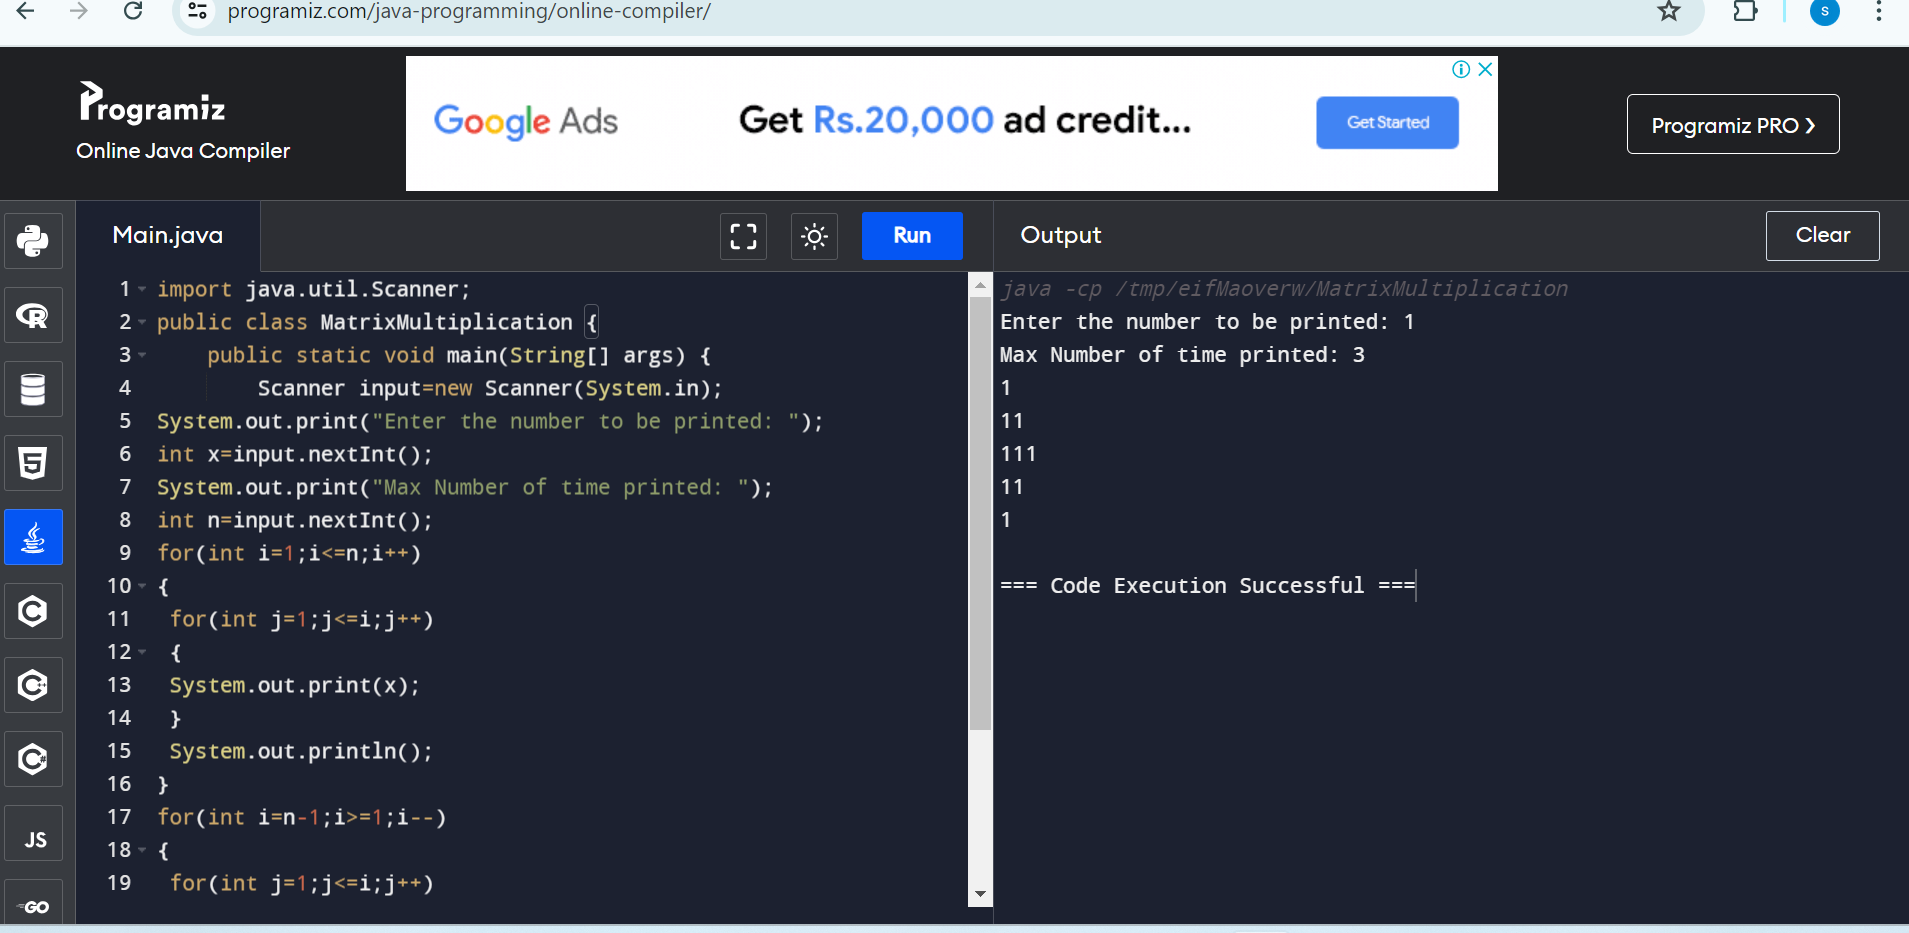 programiz.com/java-programming/online-compiler/
s
Programiz
Online Java Compiler
Google Ads
Get Rs.20,000 ad credit...
Get Started
Programiz PRO ❯
Main.java
Run
Output
Clear
1 import java.util.Scanner;
2 public class MatrixMultiplication {
3     public static void main(String[] args) {
4         Scanner input=new Scanner(System.in);
5 System.out.print("Enter the number to be printed: ");
6 int x=input.nextInt();
7 System.out.print("Max Number of time printed: ");
8 int n=input.nextInt();
9 for(int i=1;i<=n;i++)
10 {
11  for(int j=1;j<=i;j++)
12  {
13  System.out.print(x);
14  }
15  System.out.println();
16 }
17 for(int i=n-1;i>=1;i--)
18 {
19  for(int j=1;j<=i;j++)
java -cp /tmp/eifMaoverw/MatrixMultiplication
Enter the number to be printed: 1
Max Number of time printed: 3
1
11
111
11
1
=== Code Execution Successful ===
R
5
C
C++
C#
JS
GO